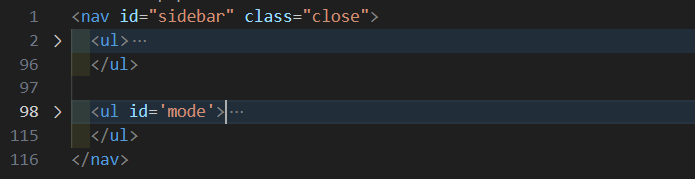 1 <nav id="sidebar" class="close">
2 > <ul>…
96 </ul>
97
98 > <ul id='mode'>…
115 </ul>
116 </nav>